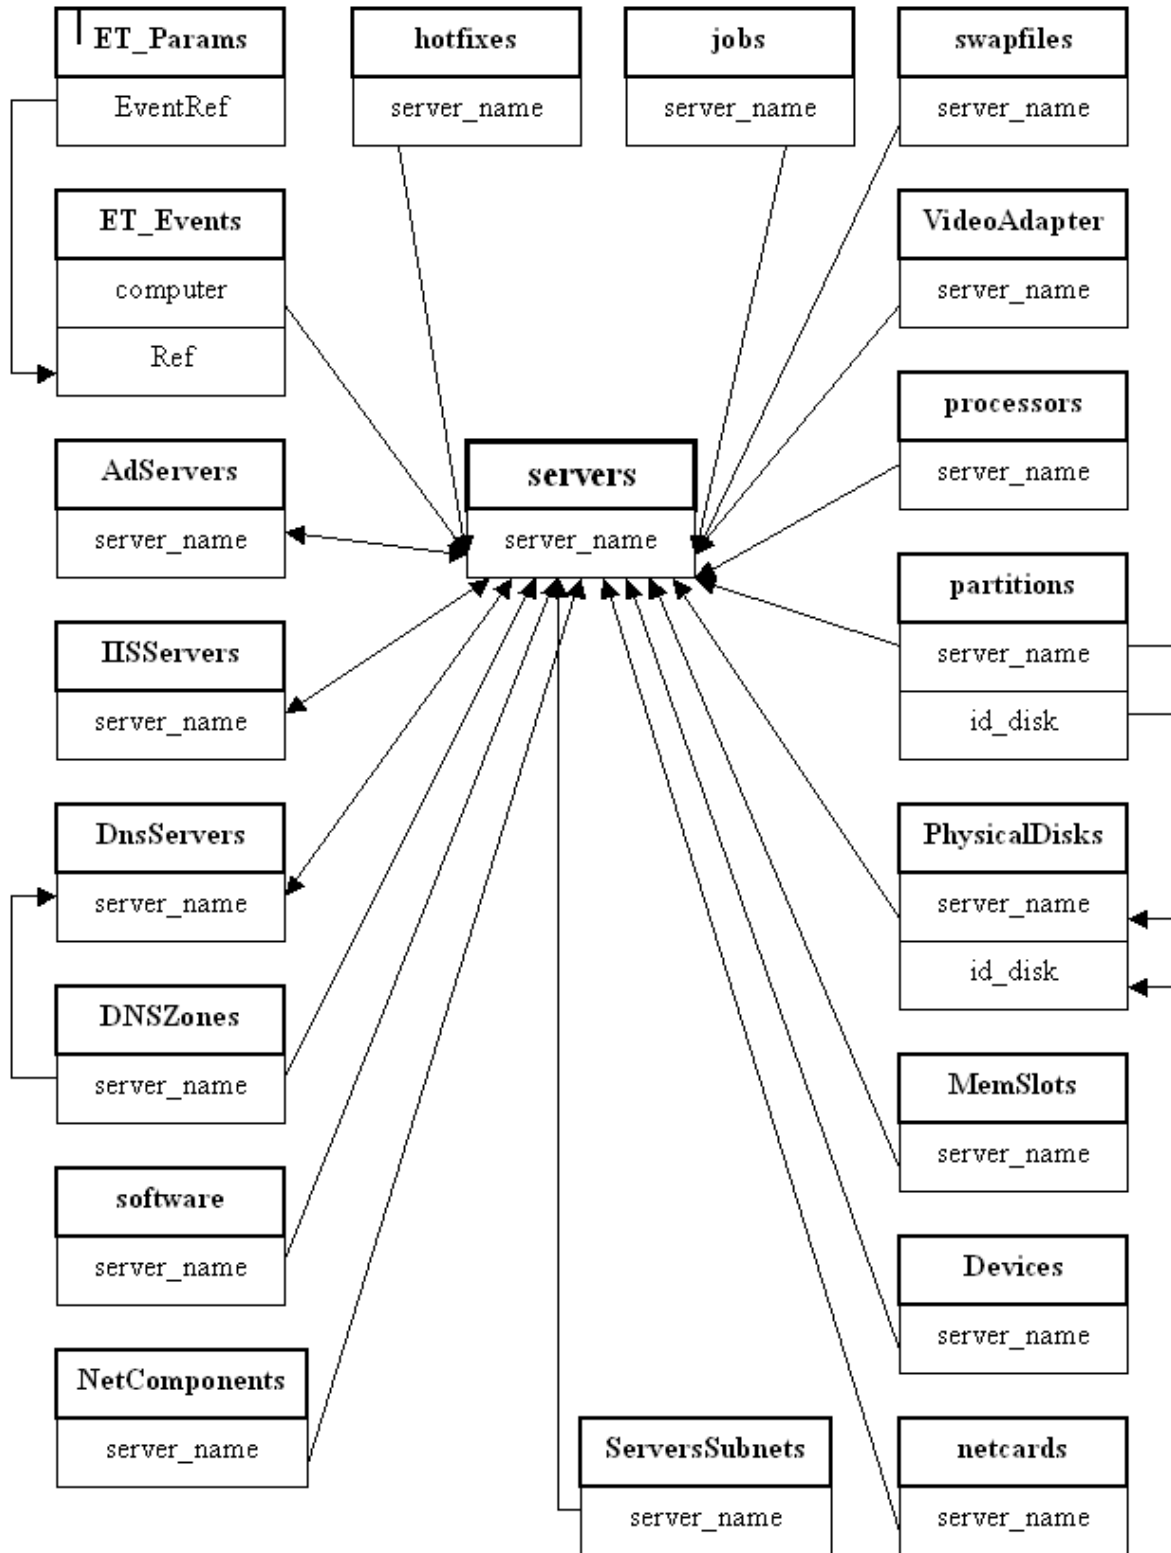 ET_Params
EventRef
hotfixes
server_name
jobs
server_name
swapfiles
server_name
ET_Events
computer
Ref
VideoAdapter
server_name
processors
server_name
AdServers
server_name
servers
server_name
partitions
server_name
id_disk
IISServers
server_name
DnsServers
server_name
PhysicalDisks
server_name
id_disk
DNSZones
server_name
MemSlots
server_name
software
server_name
Devices
server_name
NetComponents
server_name
ServersSubnets
server_name
netcards
server_name